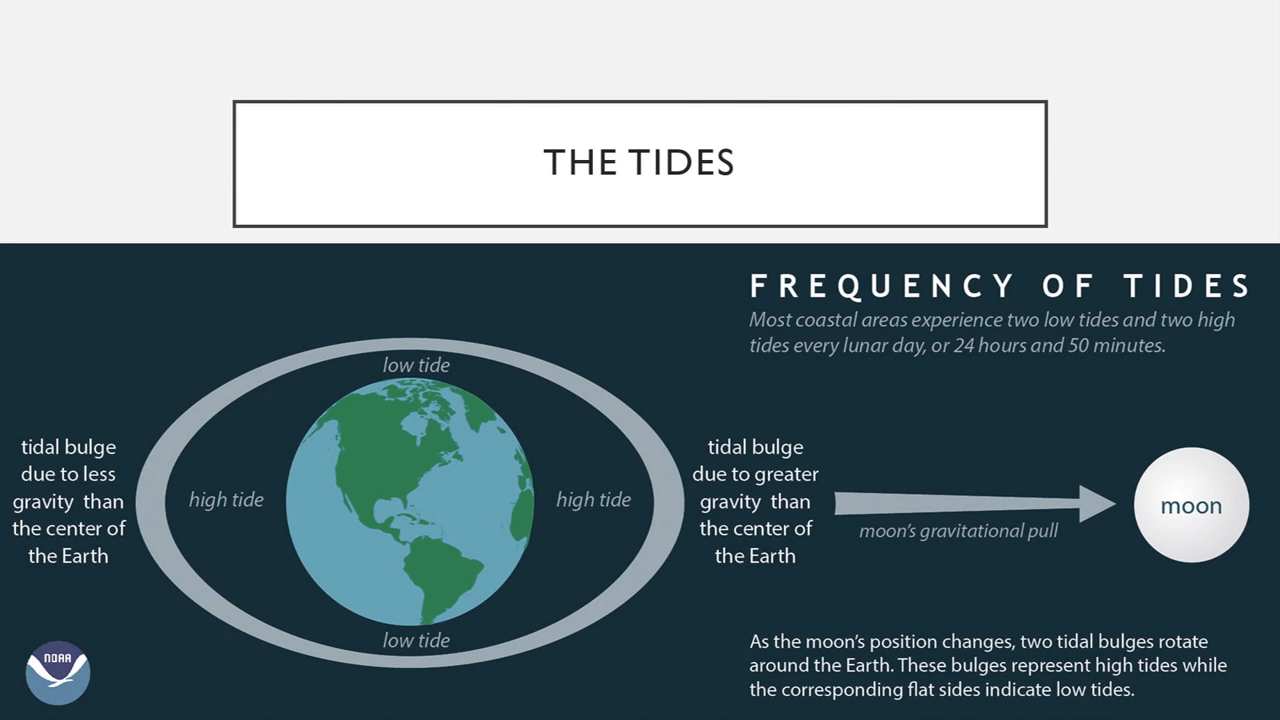 THE TIDES
FREQUENCY OF TIDES
Most coastal areas experience two low tides and two high
tides every lunar day, or 24 hours and 50 minutes.
low tide
tidal bulge
due to less
gravity than
the center of
the Earth
high tide
high tide
tidal bulge
due to greater
gravity than
the center of
the Earth
moon's gravitational pull
moon
low tide
As the moon's position changes, two tidal bulges rotate
around the Earth. These bulges represent high tides while
the corresponding flat sides indicate low tides.
NOAA